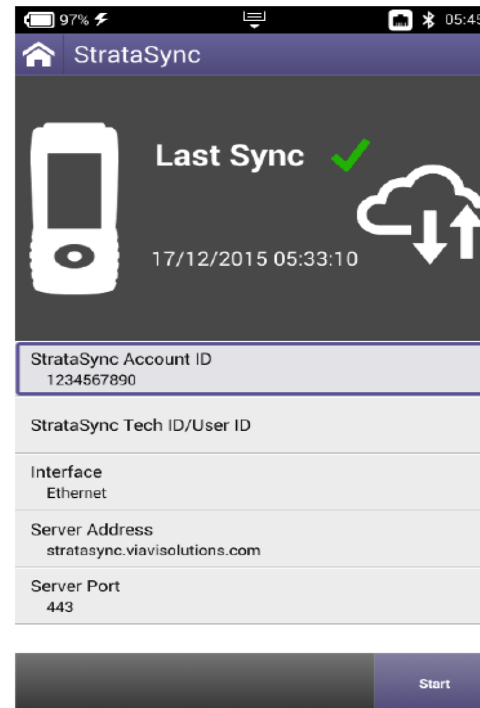 97% 05:45
StrataSync
Last Sync
17/12/2015 05:33:10
StrataSync Account ID
1234567890
StrataSync Tech ID/User ID
Interface
Ethernet
Server Address
stratasync.viavisolutions.com
Server Port
443
Start